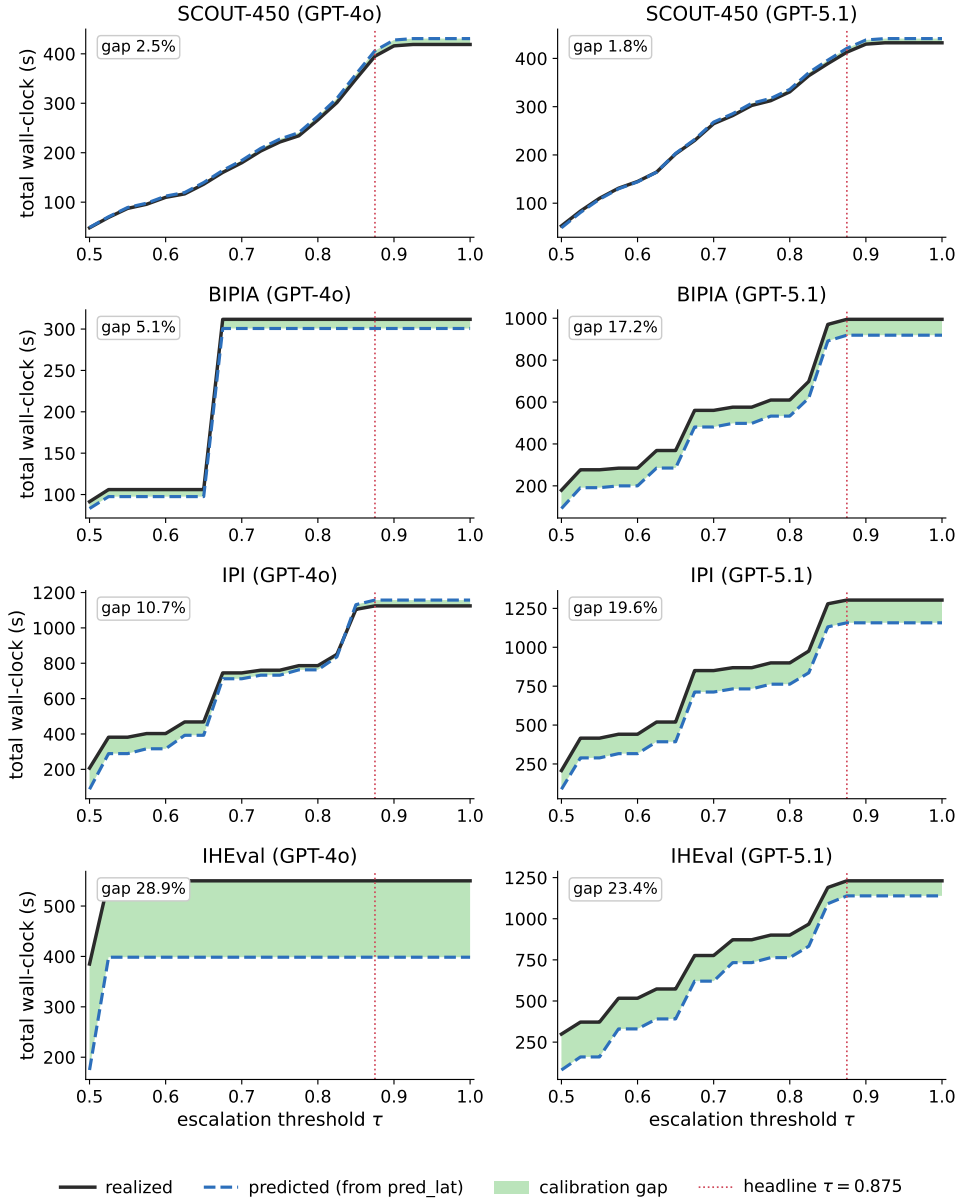 SCOUT-450 (GPT-4o)
gap 2.5%
total wall-clock (s)
400
300
200
100
0.5 0.6 0.7 0.8 0.9 1.0
SCOUT-450 (GPT-5.1)
gap 1.8%
400
300
200
100
0.5 0.6 0.7 0.8 0.9 1.0
BIPIA (GPT-4o)
gap 5.1%
total wall-clock (s)
300
250
200
150
100
0.5 0.6 0.7 0.8 0.9 1.0
BIPIA (GPT-5.1)
gap 17.2%
1000
800
600
400
200
0.5 0.6 0.7 0.8 0.9 1.0
IPI (GPT-4o)
gap 10.7%
total wall-clock (s)
1200
1000
800
600
400
200
0.5 0.6 0.7 0.8 0.9 1.0
IPI (GPT-5.1)
gap 19.6%
1250
1000
750
500
250
0.5 0.6 0.7 0.8 0.9 1.0
IHEval (GPT-4o)
gap 28.9%
total wall-clock (s)
500
400
300
200
0.5 0.6 0.7 0.8 0.9 1.0
escalation threshold τ
IHEval (GPT-5.1)
gap 23.4%
1250
1000
750
500
250
0.5 0.6 0.7 0.8 0.9 1.0
escalation threshold τ
realized predicted (from pred_lat) calibration gap headline τ = 0.875